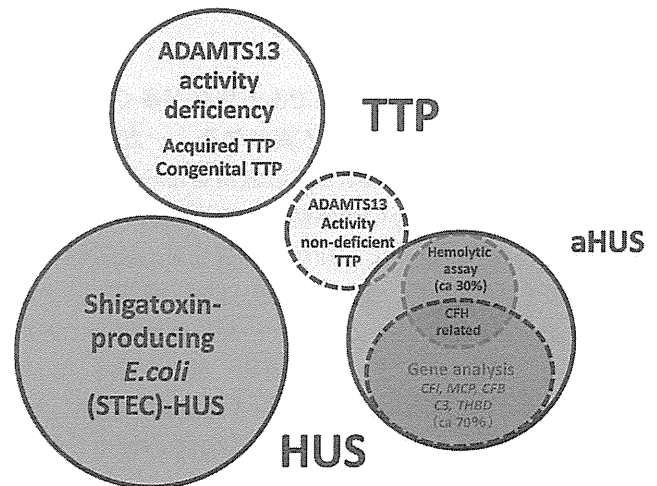 ADAMTS13
activity
deficiency
Acquired TTP
Congenital TTP
TTP
ADAMTS13
Activity
non-deficient
TTP
aHUS
Hemolytic
assay
(ca 30%)
CFH
related
Gene analysis
CFI, MCP, CFB
C3, THBD
(ca 70%)
Shigatoxin-
producing
E.coli
(STEC)-HUS
HUS